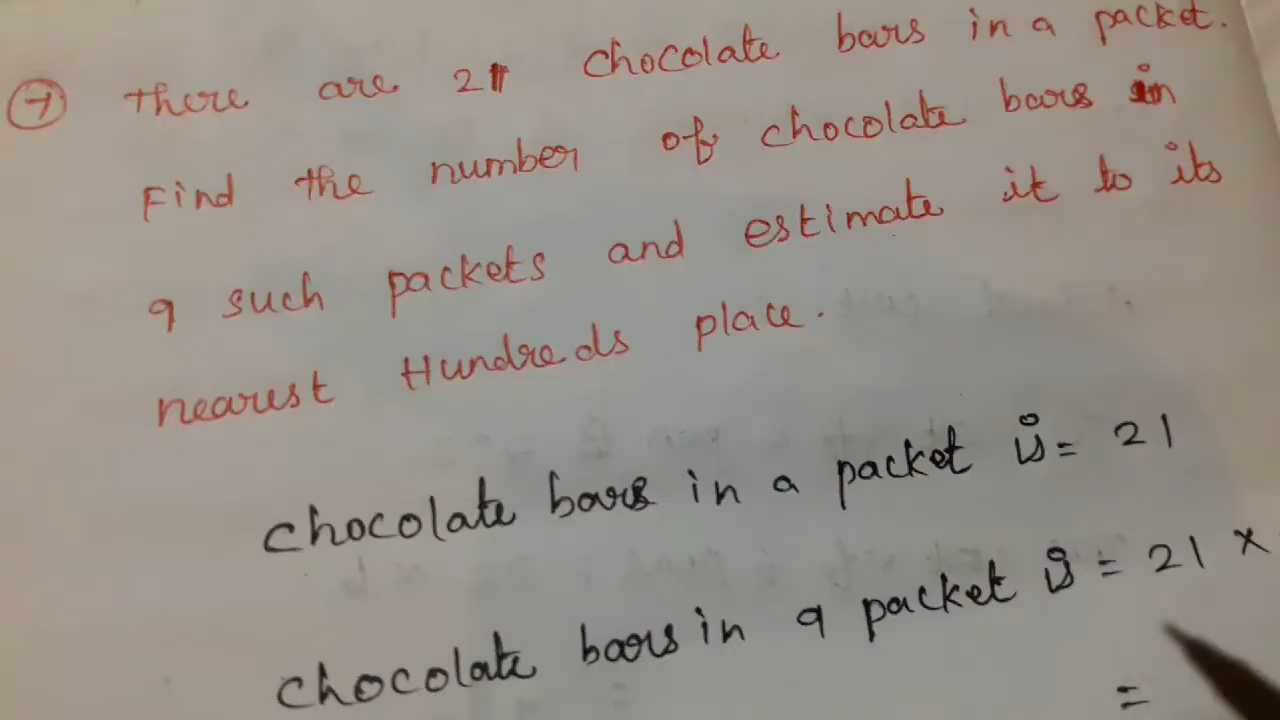 7 There are 21 chocolate bars in a packet.
Find the number of chocolate bars in
9 such packets and estimate it to its
nearest Hundreds place.
chocolate bars in a packet is = 21
chocolate bars in 9 packet is = 21 ×
=